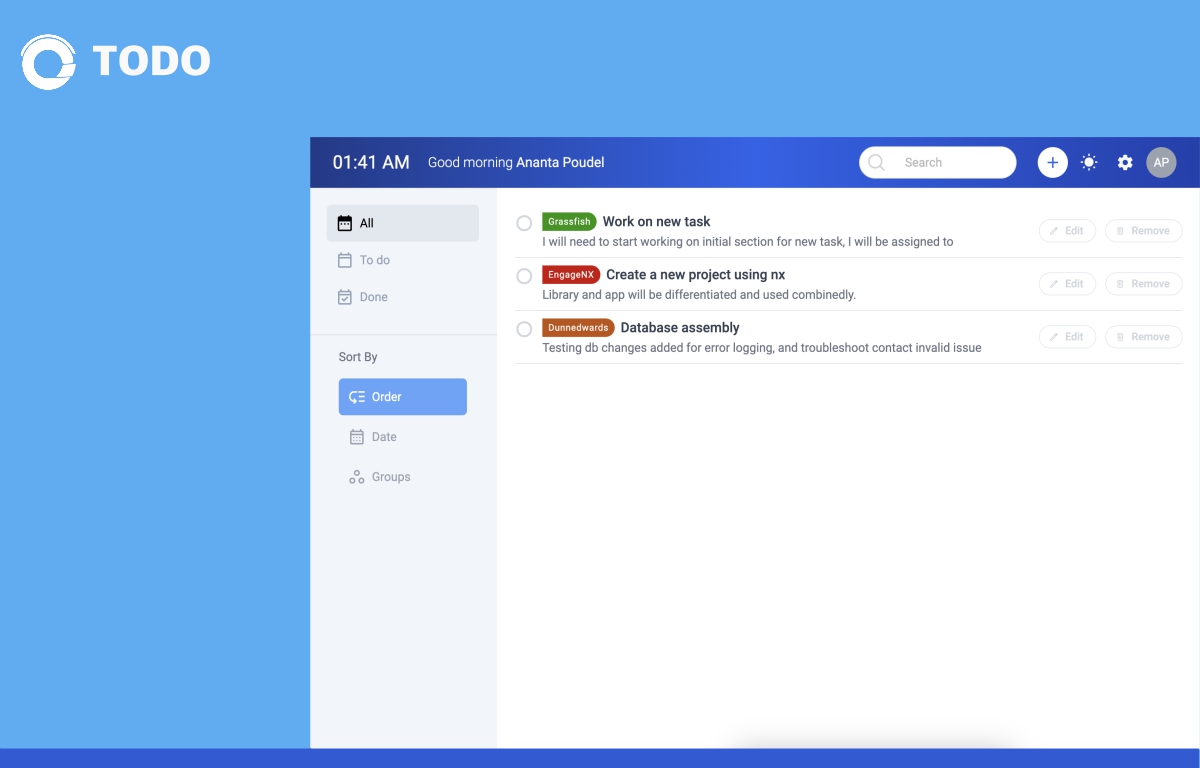 TODO
01:41 AM Good morning Ananta Poudel Search AP
All
To do
Done
Sort By
Order
Date
Groups
Grassfish Work on new task
I will need to start working on initial section for new task, I will be assigned to
Edit Remove
EngageNX Create a new project using nx
Library and app will be differentiated and used combinedly.
Edit Remove
Dunnedwards Database assembly
Testing db changes added for error logging, and troubleshoot contact invalid issue
Edit Remove